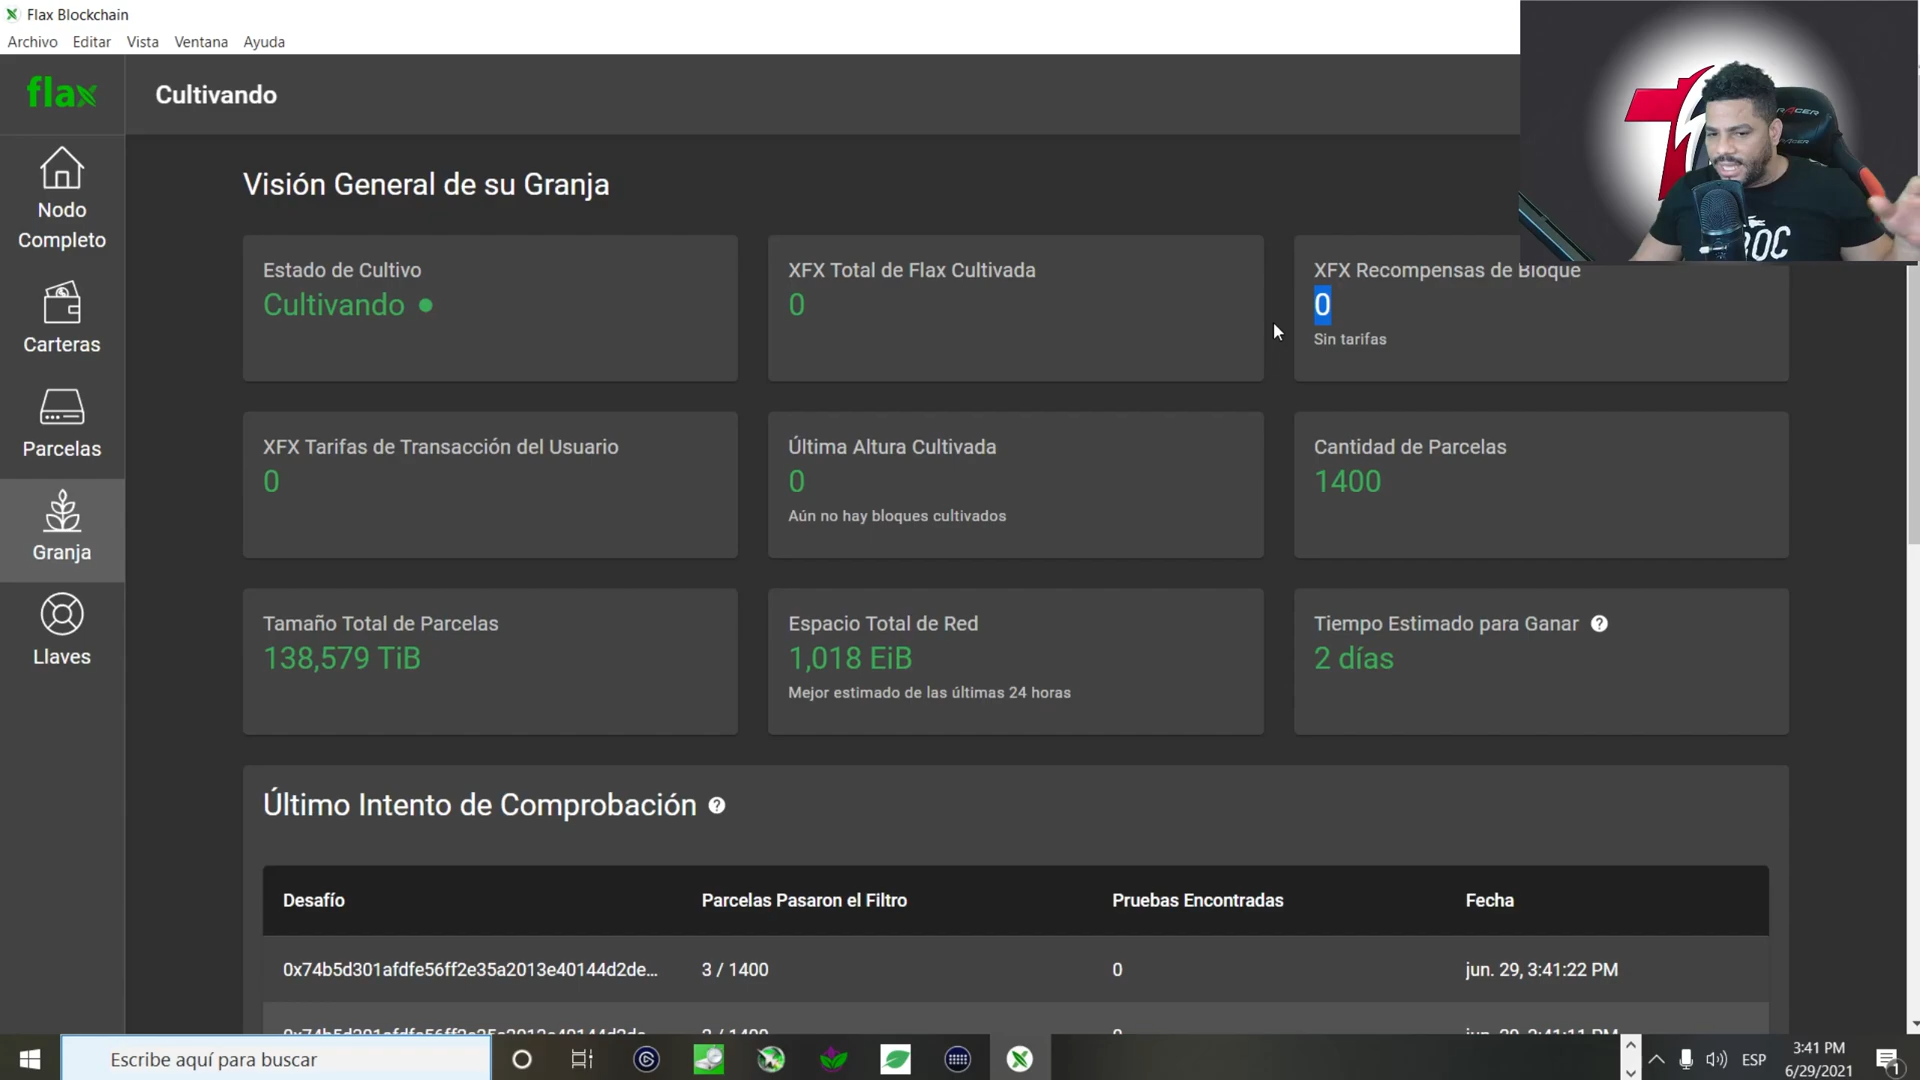 Flax Blockchain
Archivo Editar Vista Ventana Ayuda
flax
Cultivando
Nodo
Completo
Carteras
Parcelas
Granja
Llaves
Visión General de su Granja
Estado de Cultivo
Cultivando
XFX Total de Flax Cultivada
0
XFX Recompensas de Bloque
0
Sin tarifas
XFX Tarifas de Transacción del Usuario
0
Última Altura Cultivada
0
Aún no hay bloques cultivados
Cantidad de Parcelas
1400
Tamaño Total de Parcelas
138,579 TiB
Espacio Total de Red
1,018 EiB
Mejor estimado de las últimas 24 horas
Tiempo Estimado para Ganar
2 días
Último Intento de Comprobación
Desafío Parcelas Pasaron el Filtro Pruebas Encontradas Fecha
0x74b5d301afdfe56ff2e35a2013e40144d2de... 3 / 1400 0 jun. 29, 3:41:22 PM
Escribe aquí para buscar
ESP
3:41 PM
6/29/2021
1